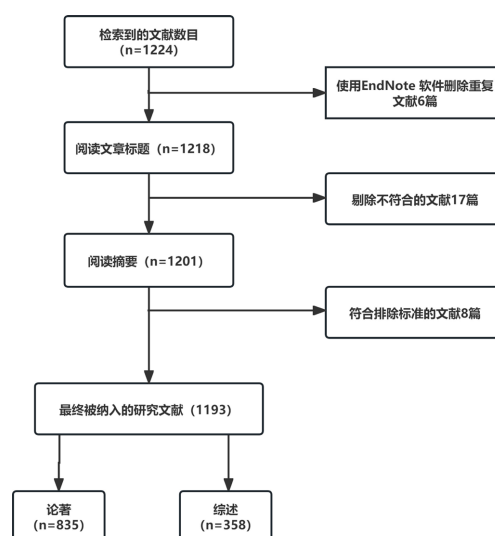 检索到的文献数目
(n=1224)
使用EndNote 软件删除重复
文献6篇
阅读文章标题（n=1218）
剔除不符合的文献17篇
阅读摘要（n=1201）
符合排除标准的文献8篇
最终被纳入的研究文献（1193）
论著
(n=835)
综述
(n=358)